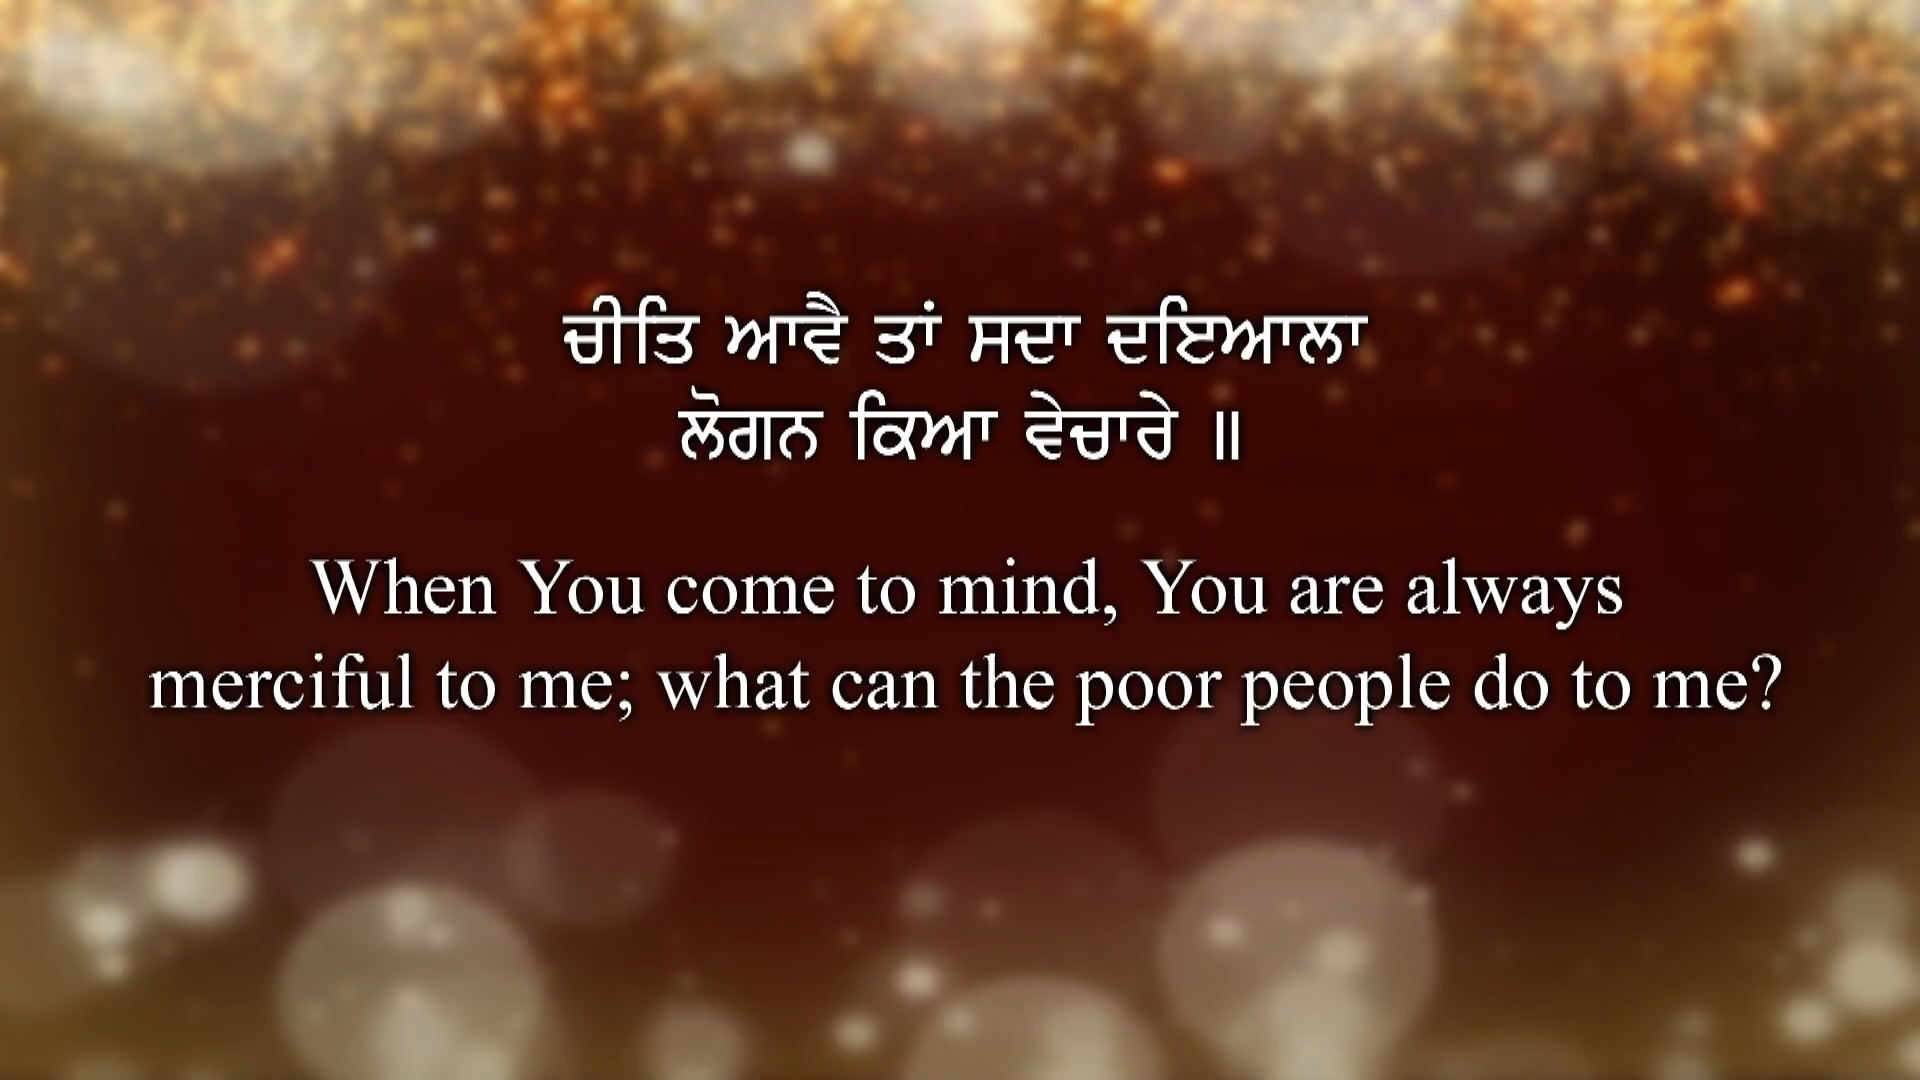 ਚੀਤਿ ਆਵੈ ਤਾਂ ਸਦਾ ਦਇਆਲਾ
ਲੋਗਨ ਕਿਆ ਵੇਚਾਰੇ ॥
When You come to mind, You are always
merciful to me; what can the poor people do to me?